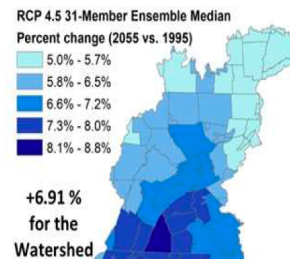 RCP 4.5 31-Member Ensemble Median
Percent change (2055 vs. 1995)
5.0% - 5.7%
5.8% - 6.5%
6.6% - 7.2%
7.3% - 8.0%
8.1% - 8.8%
+6.91 %
for the
Watershed